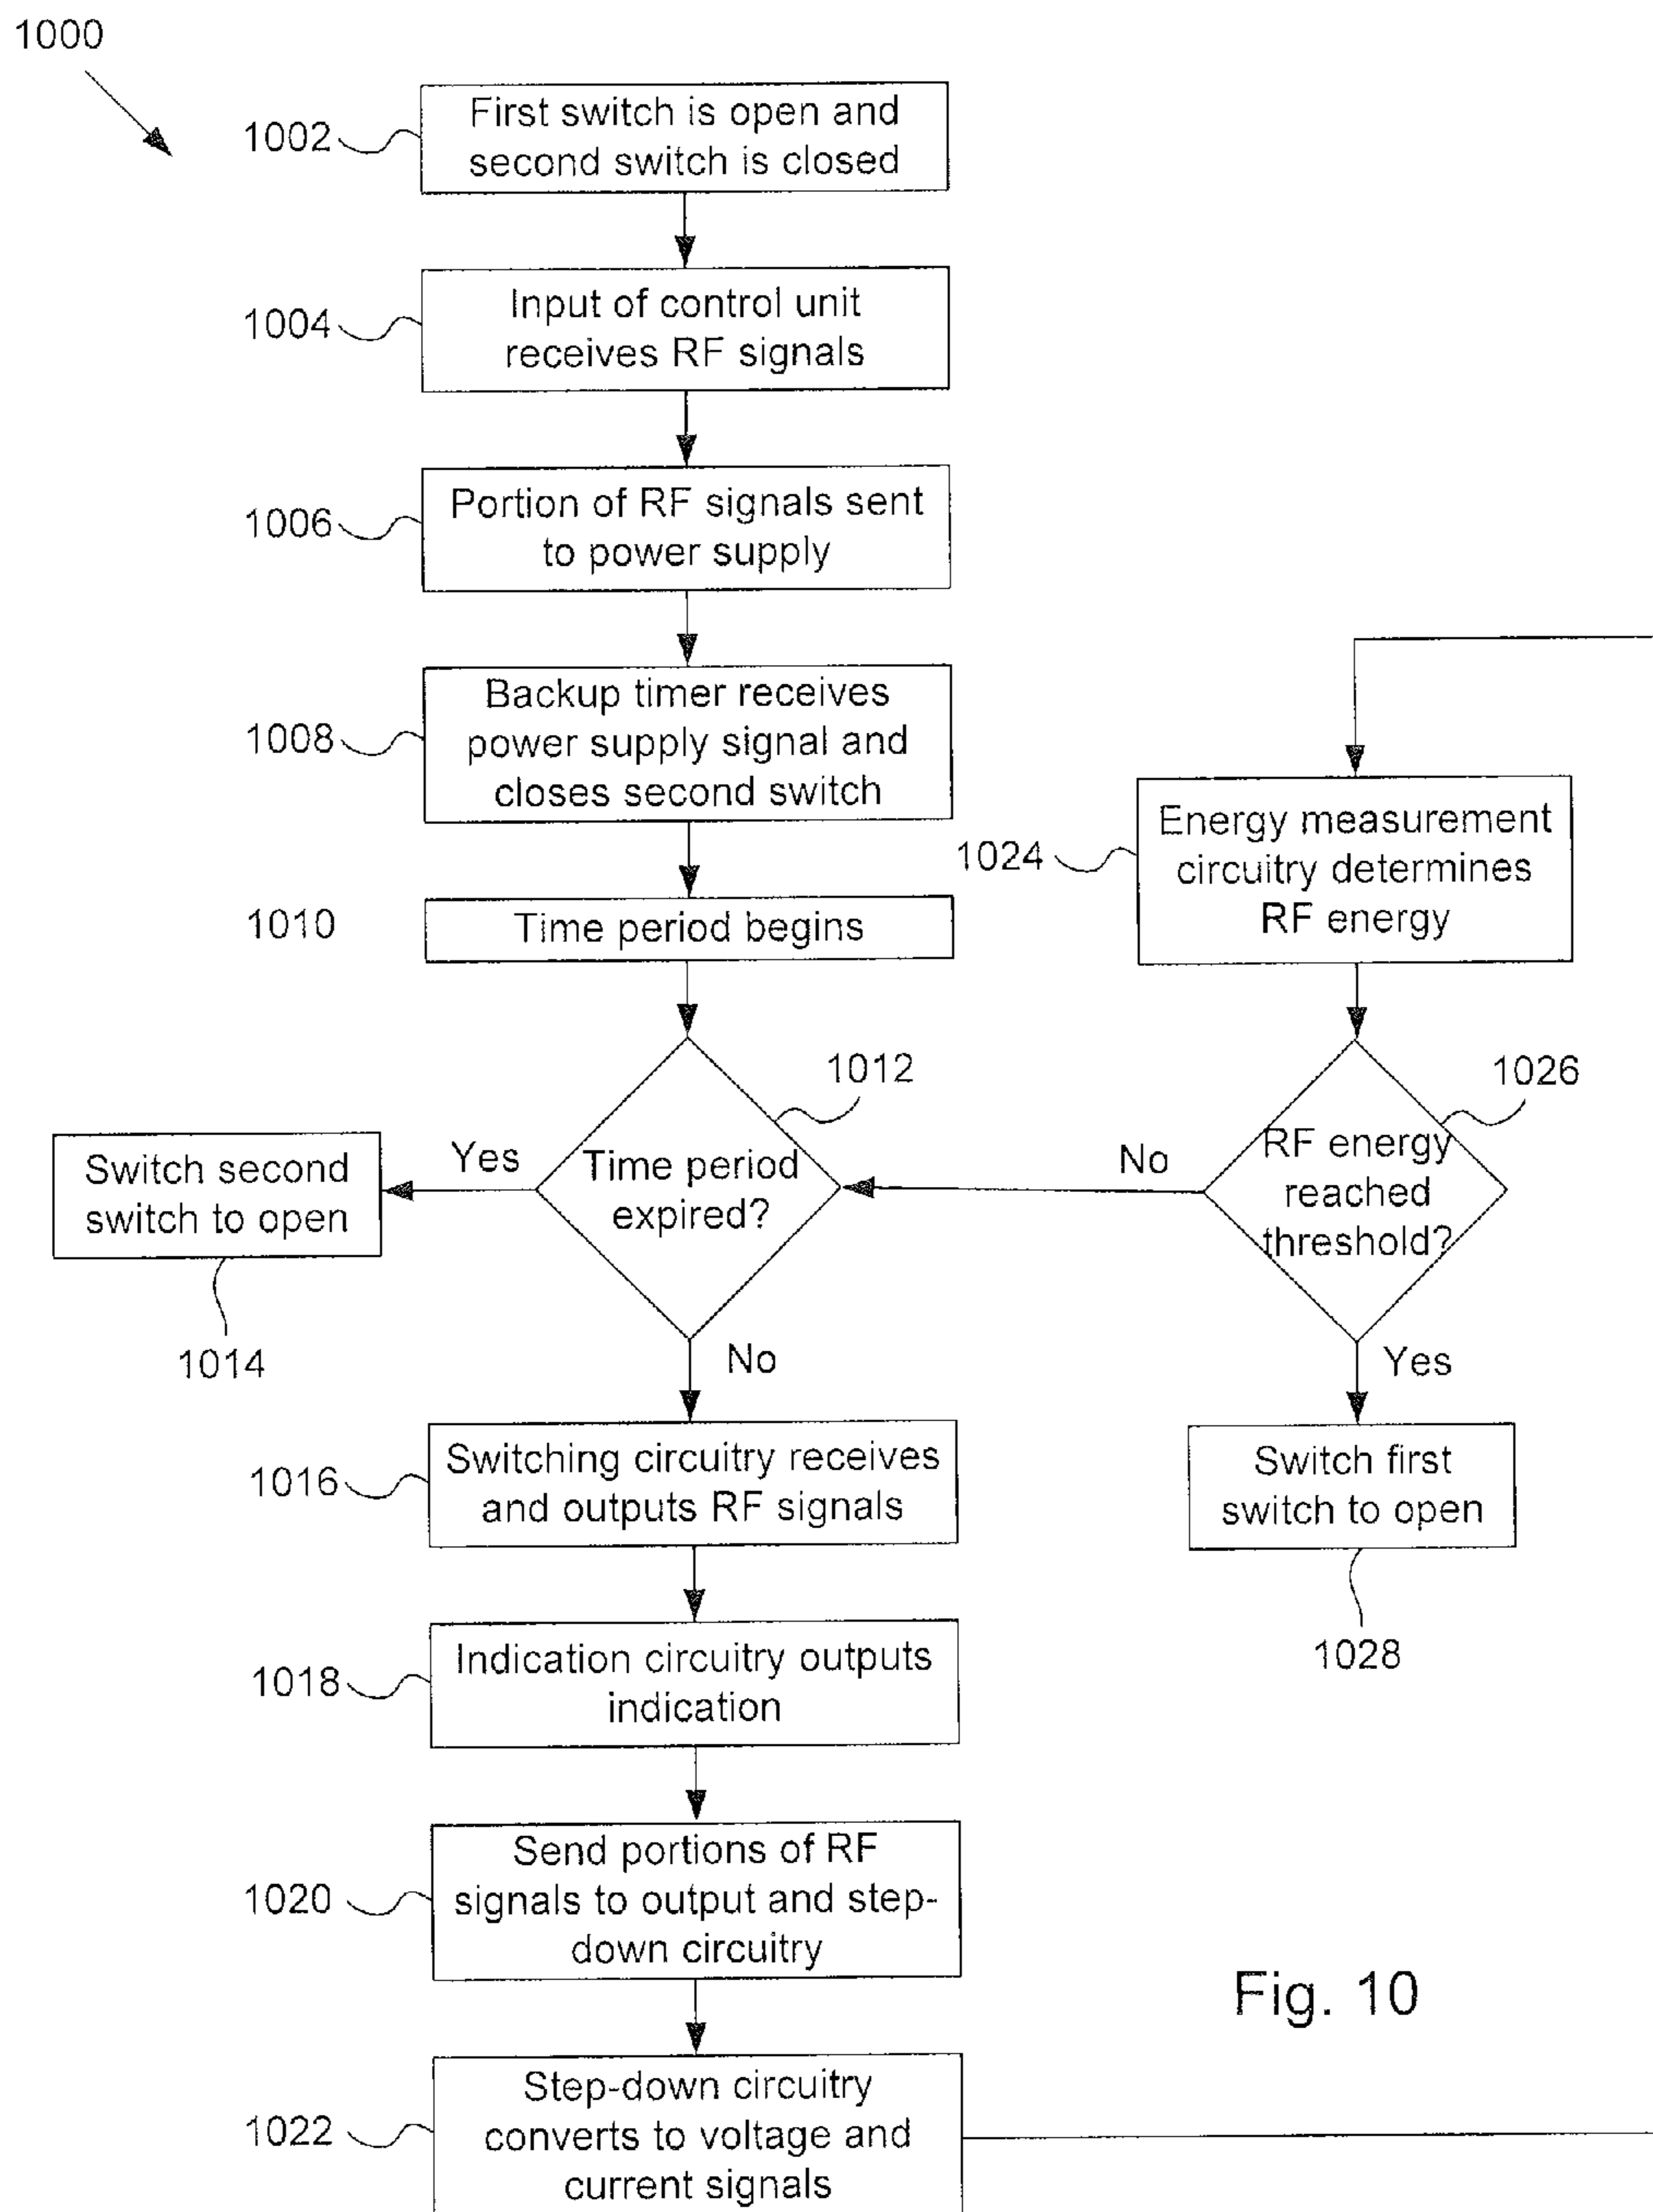 1000
1002
First switch is open and
second switch is closed
1004
Input of control unit
receives RF signals
1006
Portion of RF signals sent
to power supply
1008
Backup timer receives
power supply signal and
closes second switch
1010
Time period begins
1012
Time period
expired?
Yes
Switch second
switch to open
1014
No
1016
Switching circuitry receives
and outputs RF signals
1018
Indication circuitry outputs
indication
1020
Send portions of RF
signals to output and step-
down circuitry
1022
Step-down circuitry
converts to voltage and
current signals
1024
Energy measurement
circuitry determines
RF energy
1026
RF energy
reached
threshold?
No
Yes
Switch first
switch to open
1028
Fig. 10